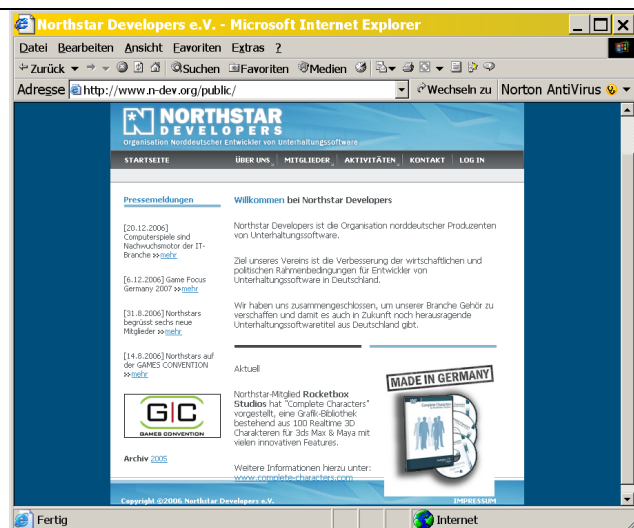 Northstar Developers e.V. - Microsoft Internet Explorer
Datei Bearbeiten Ansicht Favoriten Extras ?
Zurück Suchen Favoriten Medien
Adresse http://www.n-dev.org/public/ Wechseln zu Norton AntiVirus
NORTHSTAR
DEVELOPERS
Organisation Norddeutscher Entwickler von Unterhaltungssoftware
STARTSEITE ÜBER UNS MITGLIEDER AKTIVITÄTEN KONTAKT LOG IN
Pressemeldungen
[20.12.2006]
Computerspiele sind
Nachwuchsmotor der IT-
Branche >>mehr
[6.12.2006] Game Focus
Germany 2007 >>mehr
[31.8.2006] Northstars
begrüsst sechs neue
Mitglieder >>mehr
[14.8.2006] Northstars auf
der GAMES CONVENTION
>>mehr
G|C
GAMES CONVENTION
Archiv 2005
Willkommen bei Northstar Developers
Northstar Developers ist die Organisation norddeutscher Produzenten
von Unterhaltungssoftware.
Ziel unseres Vereins ist die Verbesserung der wirtschaftlichen und
politischen Rahmenbedingungen für Entwickler von
Unterhaltungssoftware in Deutschland.
Wir haben uns zusammengeschlossen, um unserer Branche Gehör zu
verschaffen und damit es auch in Zukunft noch herausragende
Unterhaltungssoftwaretitel aus Deutschland gibt.
Aktuell
Northstar-Mitglied Rocketbox
Studios hat "Complete Characters"
vorgestellt, eine Grafik-Bibliothek
bestehend aus 100 Realtime 3D
Charakteren für 3ds Max & Maya mit
vielen innovativen Features.
Weitere Informationen hierzu unter:
www.complete-characters.com
MADE IN GERMANY
Complete Characters
Copyright ©2006 Northstar Developers e.V. IMPRESSUM
Fertig Internet